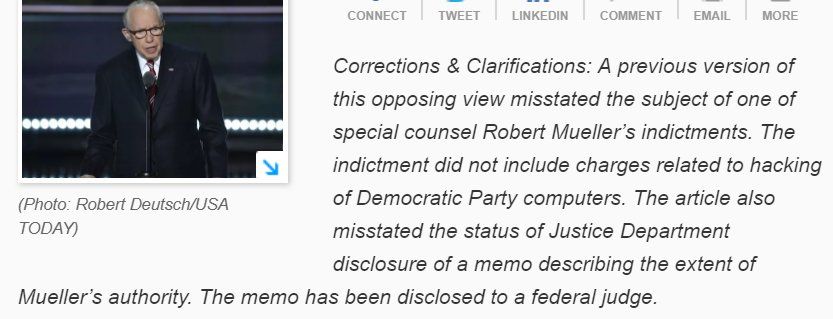 CONNECT TWEET LINKEDIN COMMENT EMAIL MORE
Corrections & Clarifications: A previous version of
this opposing view misstated the subject of one of
special counsel Robert Mueller’s indictments. The
indictment did not include charges related to hacking
of Democratic Party computers. The article also
misstated the status of Justice Department
disclosure of a memo describing the extent of
Mueller’s authority. The memo has been disclosed to a federal judge.
(Photo: Robert Deutsch/USA
TODAY)